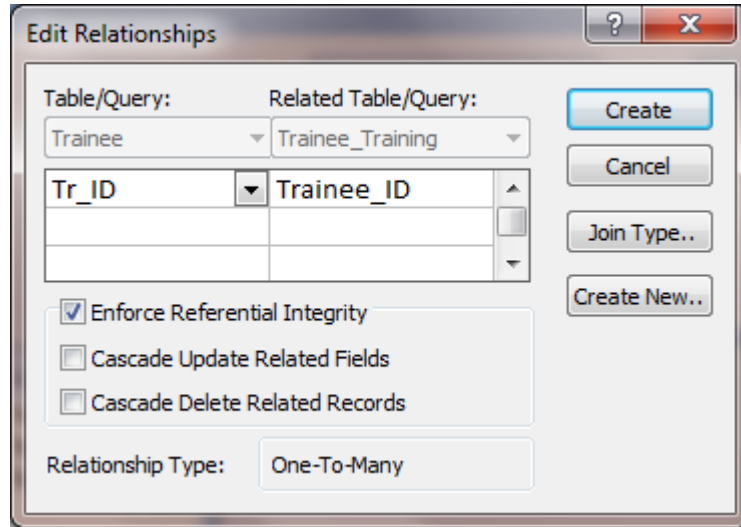 Edit Relationships
?
X
Table/Query: Related Table/Query:
Trainee Trainee_Training
Tr_ID Trainee_ID
Enforce Referential Integrity
Cascade Update Related Fields
Cascade Delete Related Records
Relationship Type: One-To-Many
Create
Cancel
Join Type..
Create New..